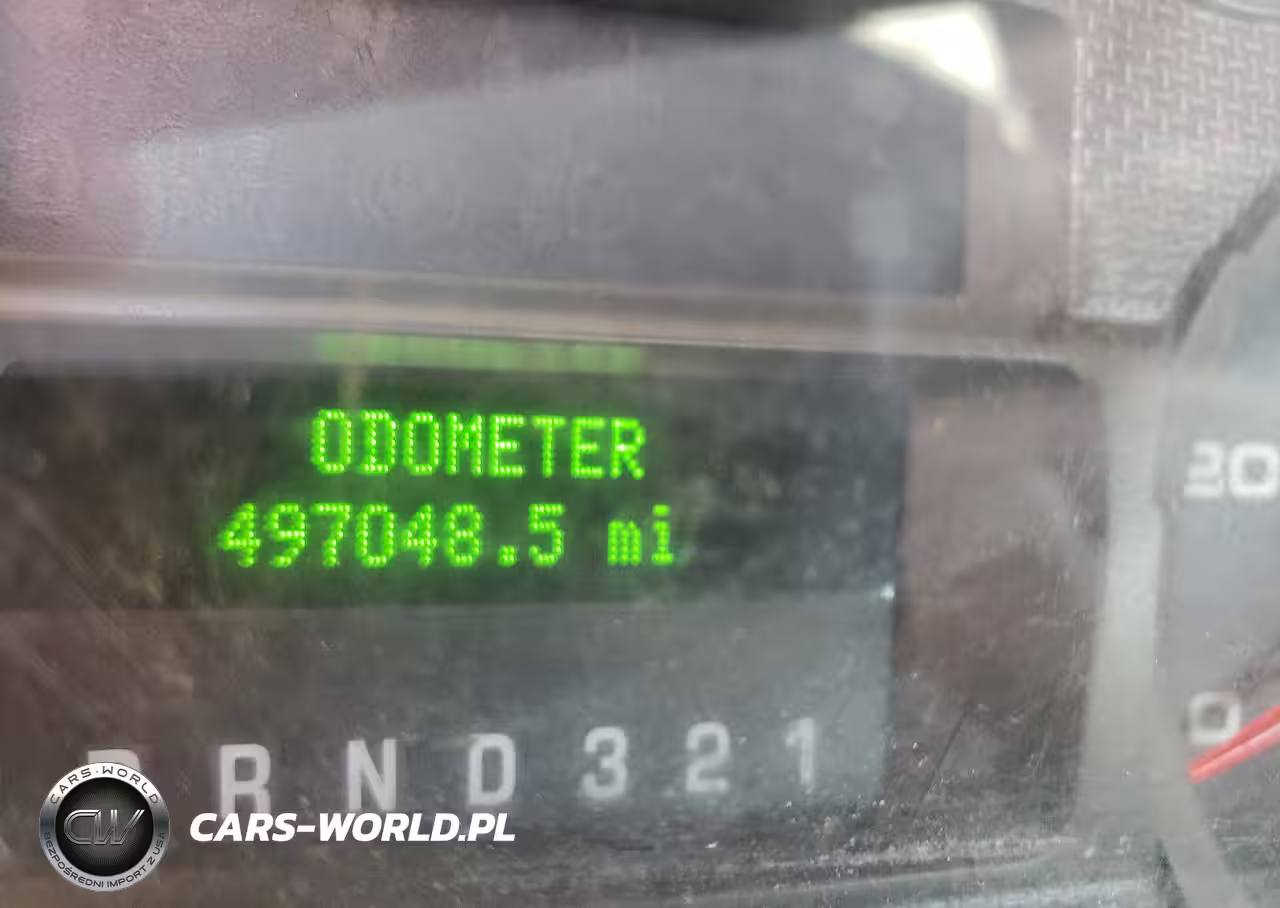 ODOMETER
497048.5 mi
20
0
R N D 3 2 1
CARS-WORLD
CW
BEZPOŚREDNI IMPORT Z USA
CARS-WORLD.PL